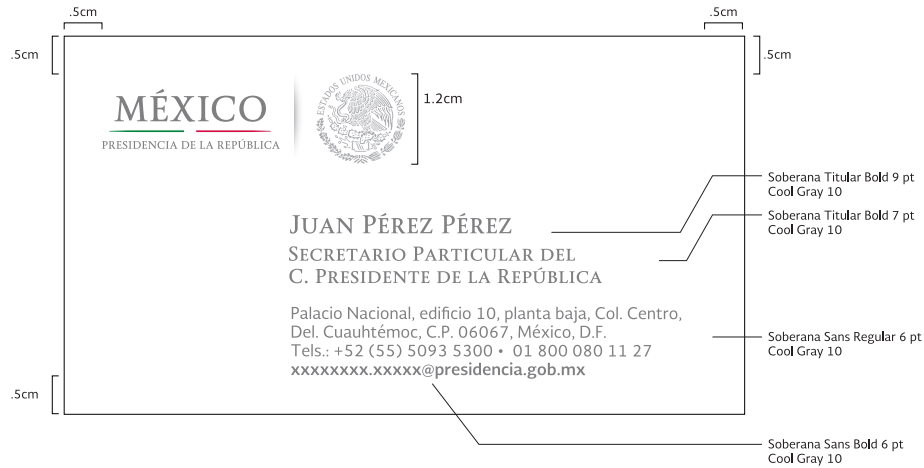 .5cm
.5cm
.5cm
.5cm
MÉXICO
PRESIDENCIA DE LA REPÚBLICA
ESTADOS UNIDOS MEXICANOS
1.2cm
Soberana Titular Bold 9 pt
Cool Gray 10
Soberana Titular Bold 7 pt
Cool Gray 10
JUAN PÉREZ PÉREZ
SECRETARIO PARTICULAR DEL
C. PRESIDENTE DE LA REPÚBLICA
Palacio Nacional, edificio 10, planta baja, Col. Centro,
Del. Cuauhtémoc, C.P. 06067, México, D.F.
Tels.: +52 (55) 5093 5300 • 01 800 080 11 27
xxxxxxxx.xxxxx@presidencia.gob.mx
Soberana Sans Regular 6 pt
Cool Gray 10
.5cm
Soberana Sans Bold 6 pt
Cool Gray 10